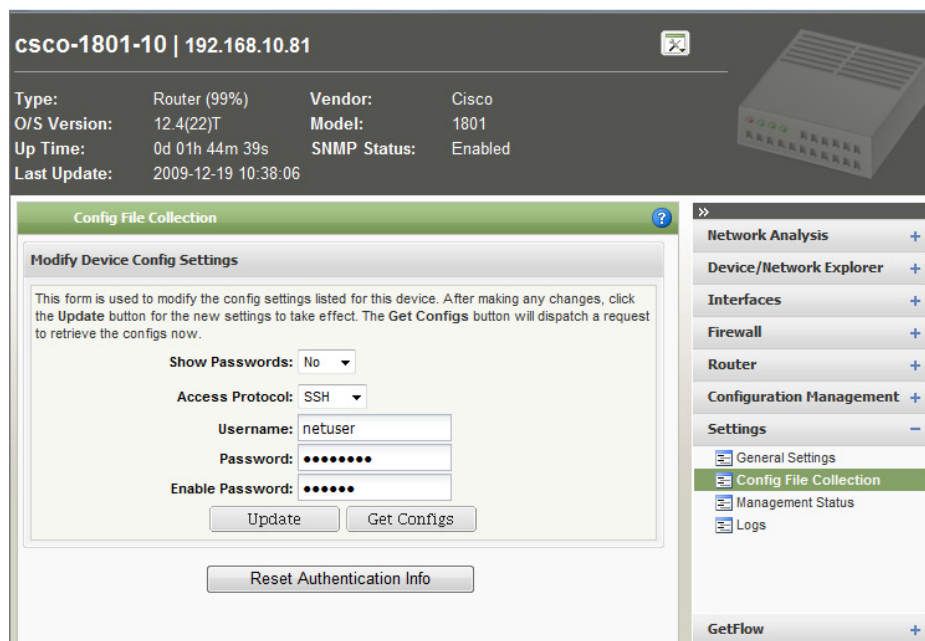 csco-1801-10 | 192.168.10.81
Type: Router (99%) Vendor: Cisco
O/S Version: 12.4(22)T Model: 1801
Up Time: 0d 01h 44m 39s SNMP Status: Enabled
Last Update: 2009-12-19 10:38:06
Config File Collection ?
Modify Device Config Settings
This form is used to modify the config settings listed for this device. After making any changes, click
the Update button for the new settings to take effect. The Get Configs button will dispatch a request
to retrieve the configs now.
Show Passwords: No
Access Protocol: SSH
Username: netuser
Password: ••••••••
Enable Password: ••••••
Update Get Configs
Reset Authentication Info
»
Network Analysis +
Device/Network Explorer +
Interfaces +
Firewall +
Router +
Configuration Management +
Settings −
General Settings
Config File Collection
Management Status
Logs
GetFlow +